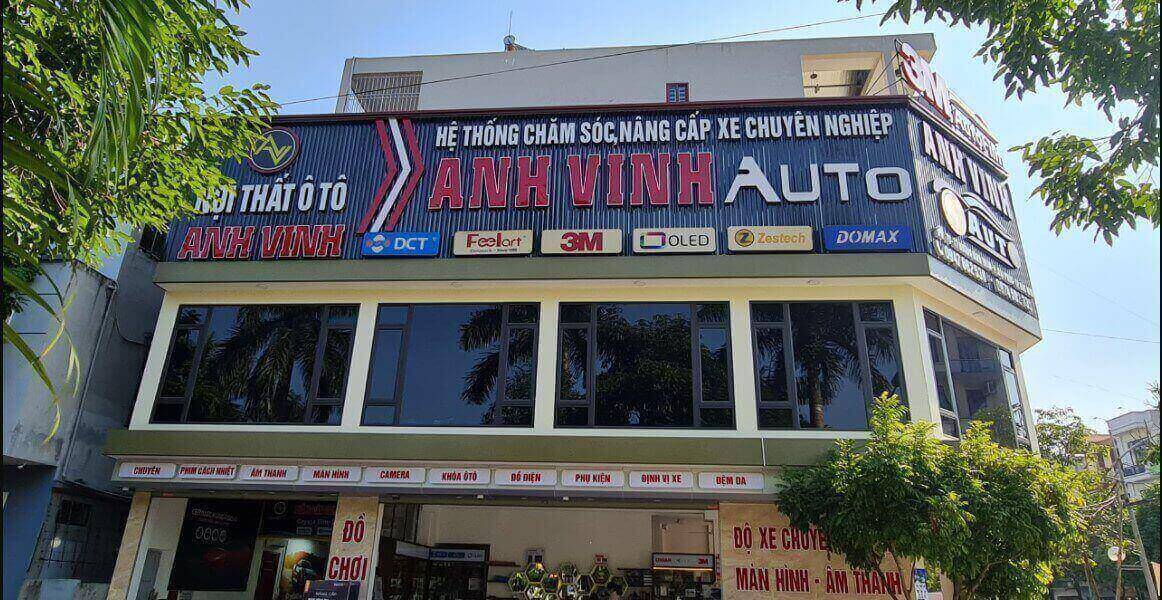 HỆ THỐNG CHĂM SÓC, NÂNG CẤP XE CHUYÊN NGHIỆP
ANH VINH AUTO
NỘI THẤT Ô TÔ
ANH VINH
DCT
Feelart
3M
OLED
Zestech
DOMAX
3M
ANH VINH
AUTO
CHUYÊN
PHIM CÁCH NHIỆT
ÂM THANH
MÀN HÌNH
CAMERA
KHÓA ÔTÔ
ĐỒ ĐIỆN
PHỤ KIỆN
ĐỊNH VỊ XE
ĐỆM DA
ĐỒ
CHƠI
3M
ĐỘ XE
MÀN HÌNH - ÂM THANH